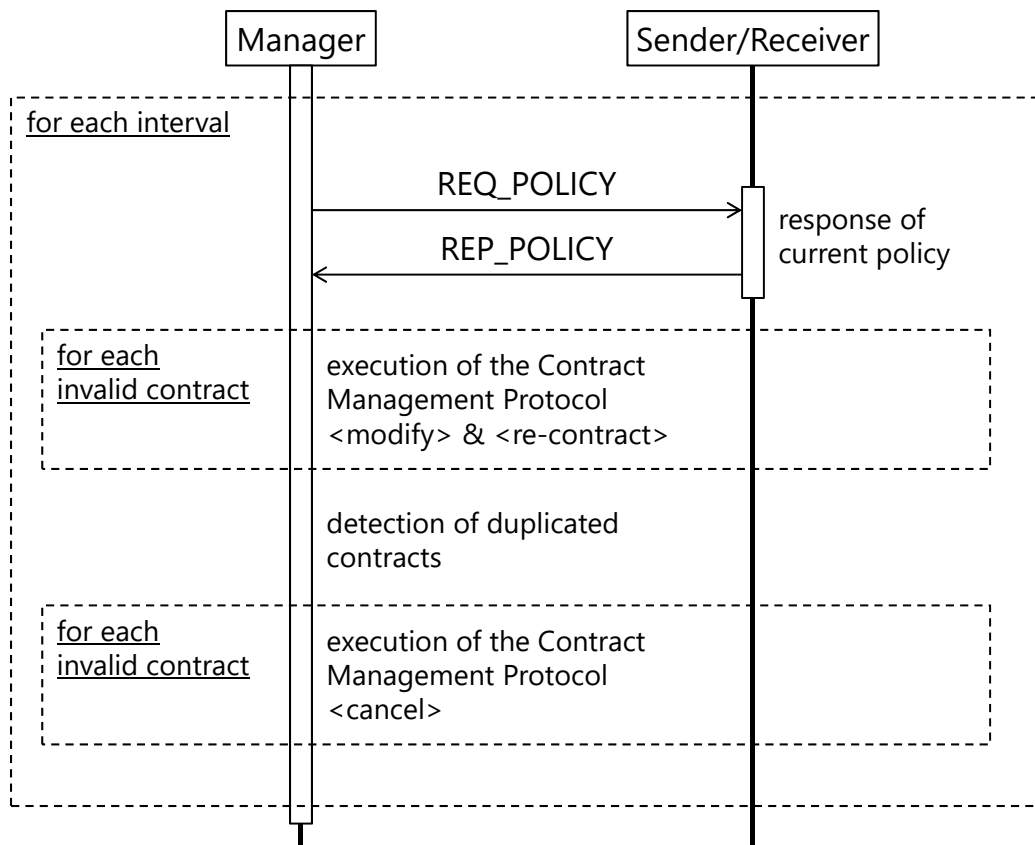 Manager
Sender/Receiver
for each interval
REQ_POLICY
response of
current policy
REP_POLICY
for each
invalid contract
execution of the Contract
Management Protocol
<modify> & <re-contract>
detection of duplicated
contracts
for each
invalid contract
execution of the Contract
Management Protocol
<cancel>